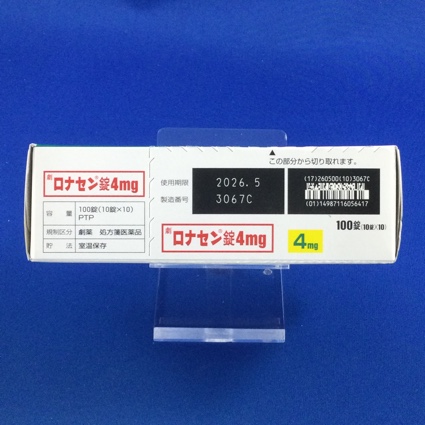 劇 ロナセン®錠4mg
容量 100錠(10錠×10)
PTP
規制区分 劇薬 処方箋医薬品
貯法 室温保存
▲
この部分から切り取れます。
使用期限 2026.5
製造番号 3067C
(17)260500(10)3067C
(01)14987116056417
劇 ロナセン®錠4mg
4mg
100錠(10錠×10)